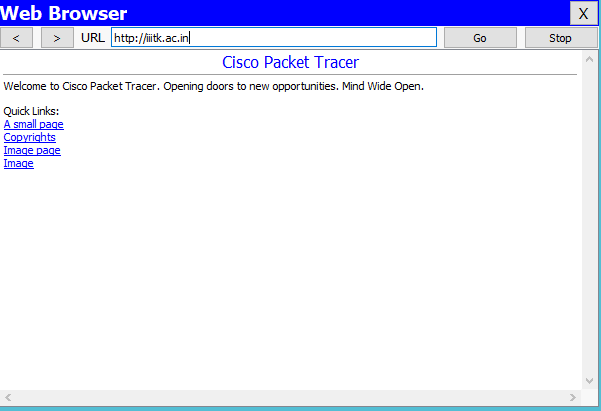 Web Browser X
< > URL http://iiitk.ac.in Go Stop
Cisco Packet Tracer
Welcome to Cisco Packet Tracer. Opening doors to new opportunities. Mind Wide Open.
Quick Links:
A small page
Copyrights
Image page
Image